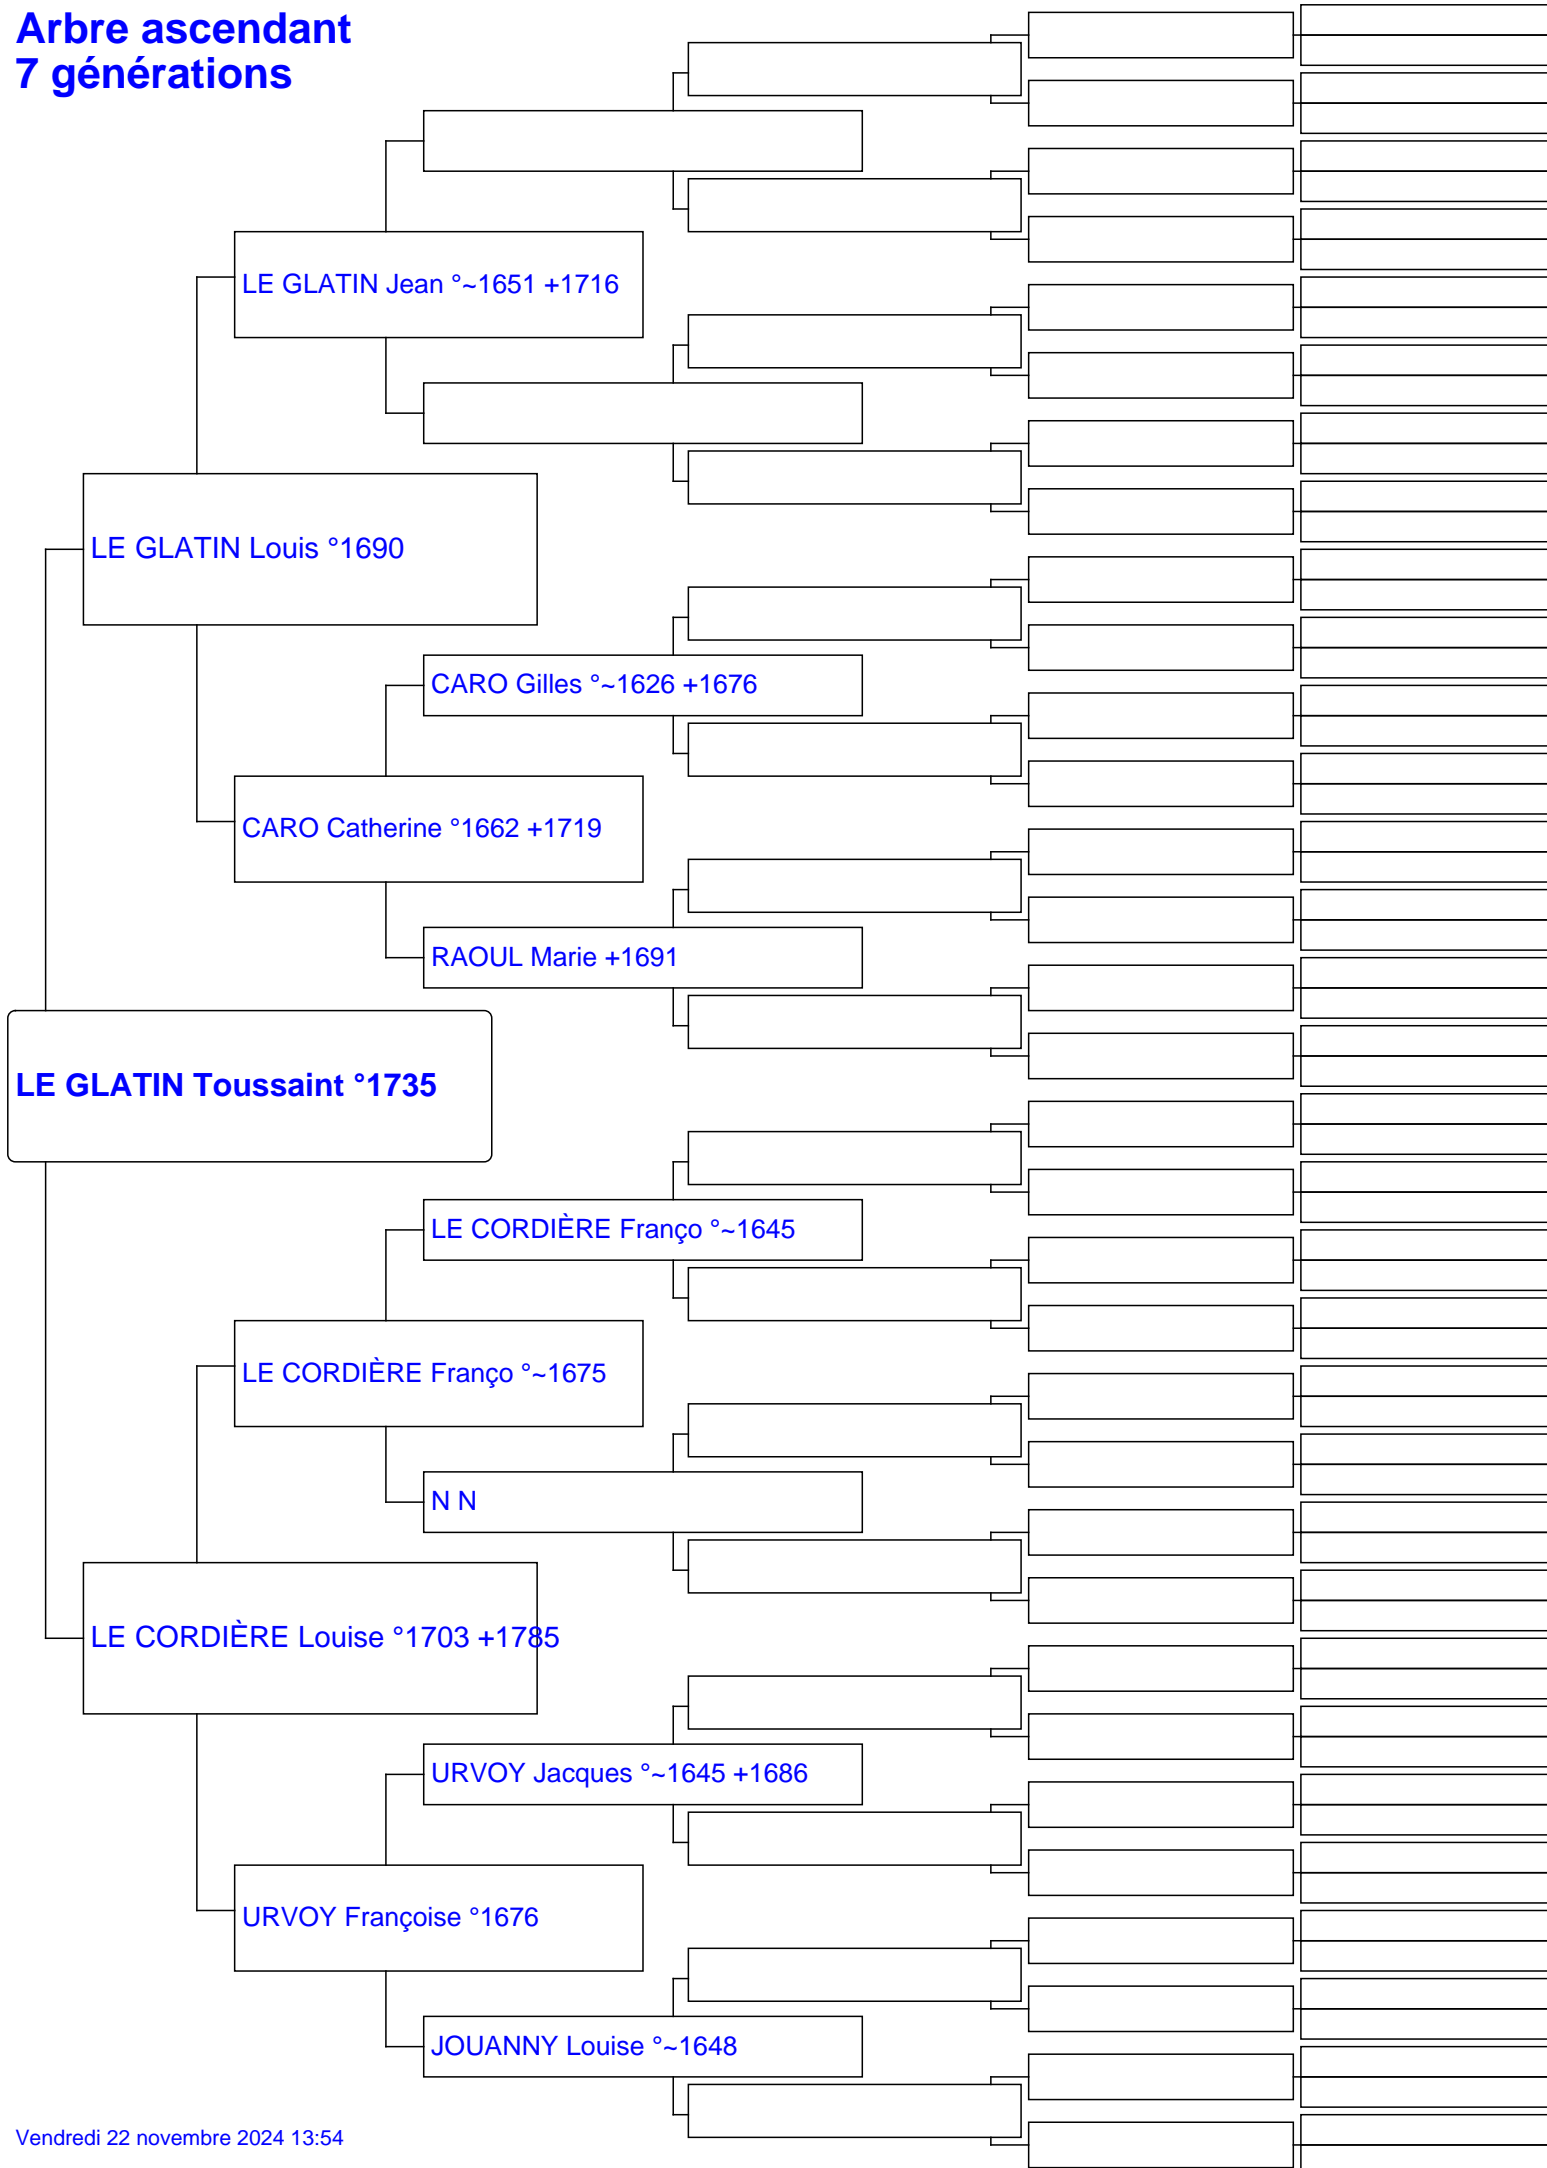 Arbre ascendant
7 générations
LE GLATIN Jean °~1651 +1716
LE GLATIN Louis °1690
CARO Gilles °~1626 +1676
CARO Catherine °1662 +1719
RAOUL Marie +1691
LE GLATIN Toussaint °1735
LE CORDIÈRE Franço °~1645
LE CORDIÈRE Franço °~1675
N N
LE CORDIÈRE Louise °1703 +1785
URVOY Jacques °~1645 +1686
URVOY Françoise °1676
JOUANNY Louise °~1648
Vendredi 22 novembre 2024 13:54